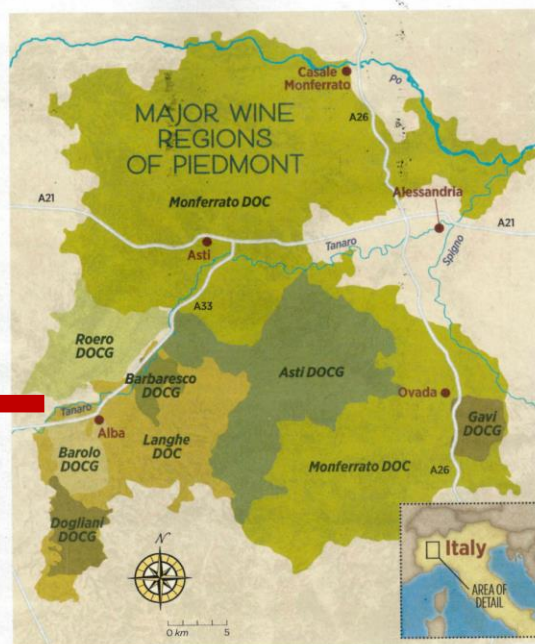 MAJOR WINE
REGIONS
OF PIEDMONT
Casale
Monferrato
Po
A26
Monferrato DOC
Alessandria
A21
A21
Asti
Tanaro
Spigno
A33
Roero
DOCG
Barbaresco
DOCG
Asti DOCG
Ovada
Gavi
DOCG
Tanaro
Alba
Langhe
DOC
Barolo
DOCG
Monferrato DOC
A26
Dogliani
DOCG
N
0 km 5
Italy
AREA OF
DETAIL